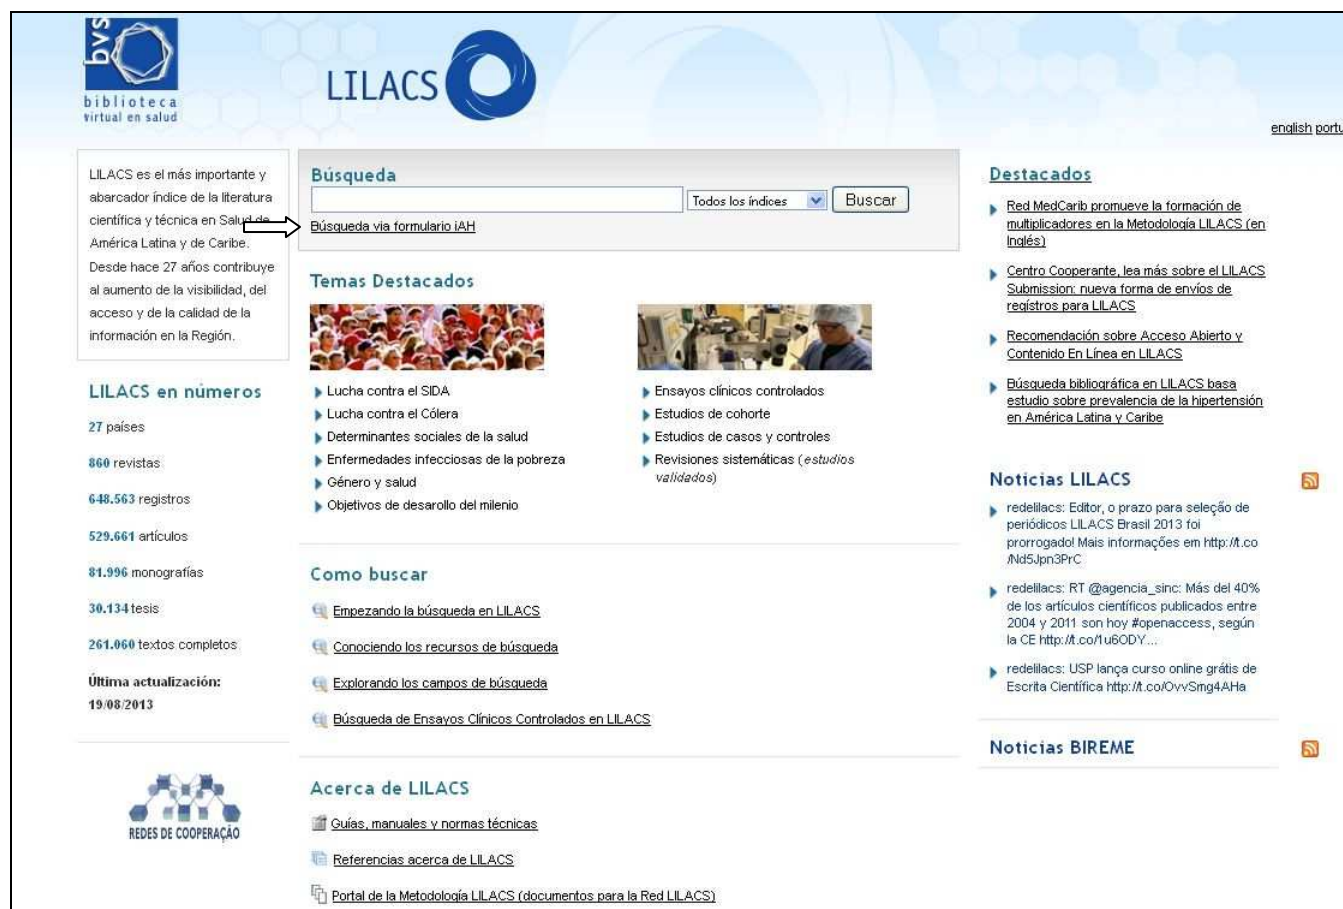 bvs
biblioteca
virtual en salud
LILACS
english portu
LILACS es el más importante y
abarcador índice de la literatura
científica y técnica en Salud de
América Latina y de Caribe.
Desde hace 27 años contribuye
al aumento de la visibilidad, del
acceso y de la calidad de la
información en la Región.
LILACS en números
27 países
860 revistas
648.563 registros
529.661 artículos
81.996 monografías
30.134 tesis
261.060 textos completos
Última actualización:
19/08/2013
REDES DE COOPERAÇÃO
Búsqueda
Todos los índices
Buscar
Búsqueda via formulario iAH
Temas Destacados
Lucha contra el SIDA
Lucha contra el Cólera
Determinantes sociales de la salud
Enfermedades infecciosas de la pobreza
Género y salud
Objetivos de desarollo del milenio
Ensayos clínicos controlados
Estudios de cohorte
Estudios de casos y controles
Revisiones sistemáticas (estudios
validados)
Como buscar
Empezando la búsqueda en LILACS
Conociendo los recursos de búsqueda
Explorando los campos de búsqueda
Búsqueda de Ensayos Clínicos Controlados en LILACS
Acerca de LILACS
Guías, manuales y normas técnicas
Referencias acerca de LILACS
Portal de la Metodología LILACS (documentos para la Red LILACS)
Destacados
Red MedCarib promueve la formación de
multiplicadores en la Metodología LILACS (en
Inglés)
Centro Cooperante, lea más sobre el LILACS
Submission: nueva forma de envíos de
regístros para LILACS
Recomendación sobre Acceso Abierto y
Contenido En Línea en LILACS
Búsqueda bibliográfica en LILACS basa
estudio sobre prevalencia de la hipertensión
en América Latina y Caribe
Noticias LILACS
redelilacs: Editor, o prazo para seleção de
periódicos LILACS Brasil 2013 foi
prorrogado! Mais informações em http://t.co
/Nd5Jpn3PrC
redelilacs: RT @agencia_sinc: Más del 40%
de los artículos científicos publicados entre
2004 y 2011 son hoy #openaccess, según
la CE http://t.co/1u6ODY...
redelilacs: USP lança curso online grátis de
Escrita Científica http://t.co/OvvSmg4AHa
Noticias BIREME